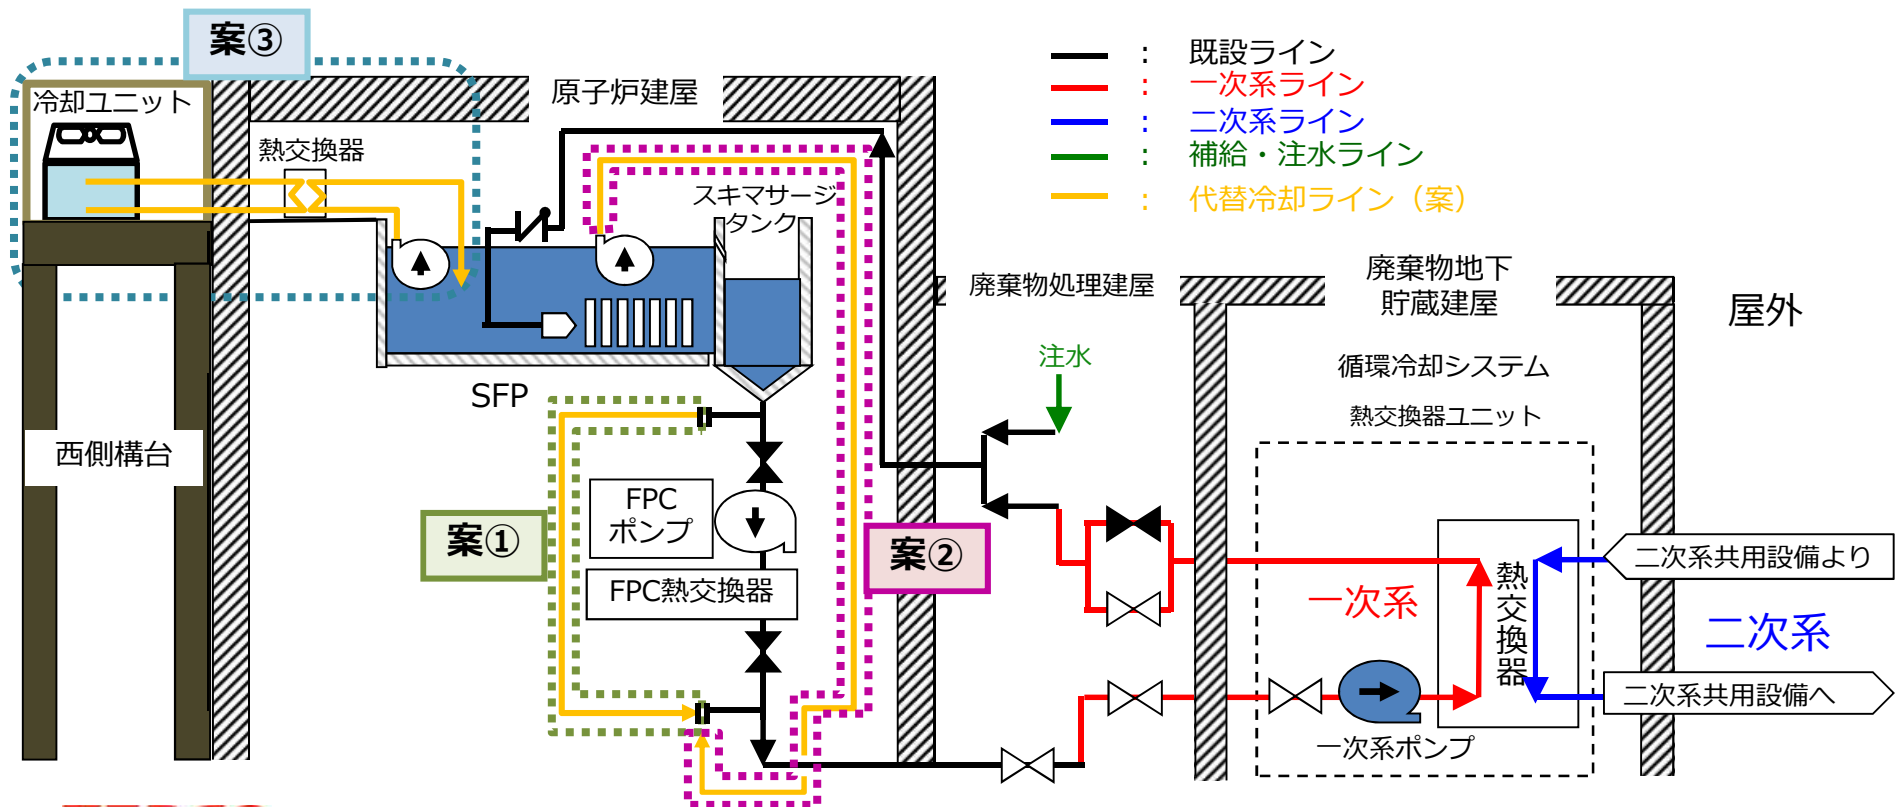 案③
冷却ユニット
熱交換器
原子炉建屋
スキマサージ
タンク
: 既設ライン
: 一次系ライン
: 二次系ライン
: 補給・注水ライン
: 代替冷却ライン（案）
廃棄物処理建屋
廃棄物地下
貯蔵建屋
屋外
循環冷却システム
熱交換器ユニット
注水
SFP
西側構台
案①
FPC
ポンプ
FPC熱交換器
案②
一次系
熱交換器
二次系共用設備より
二次系
二次系共用設備へ
一次系ポンプ